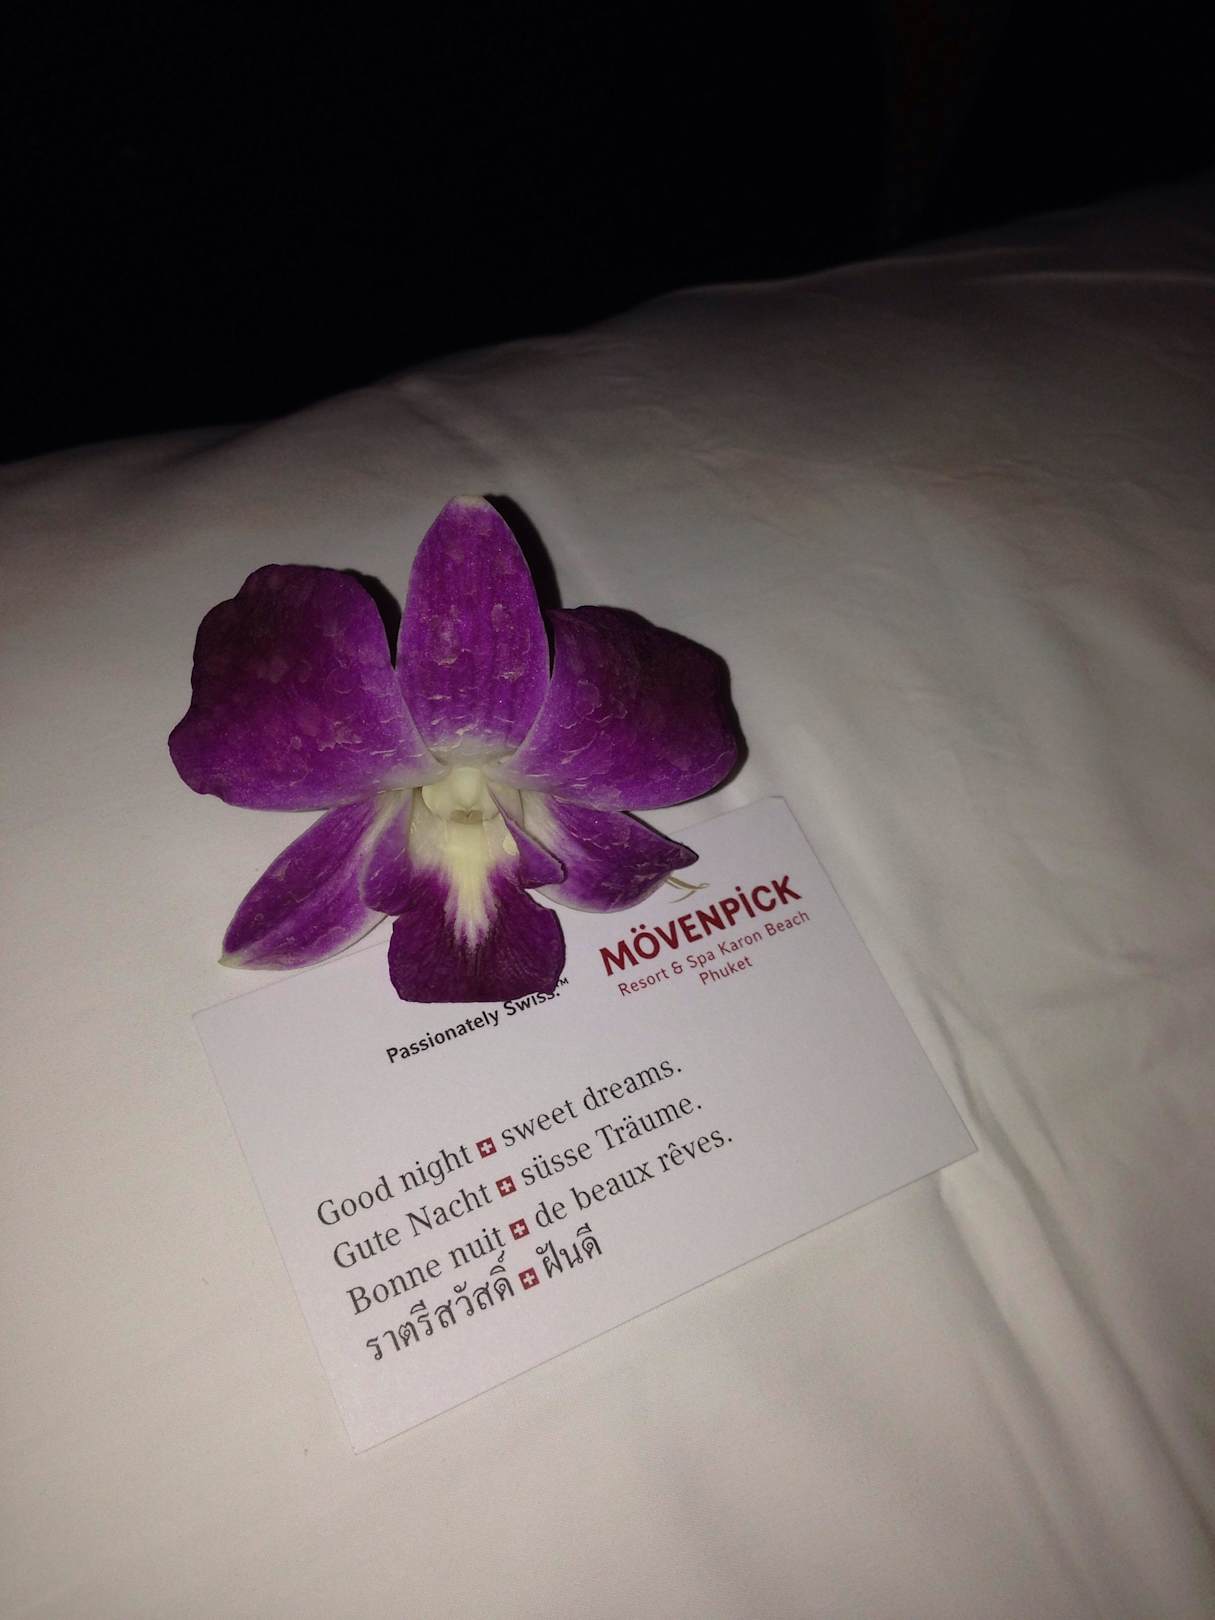 MÖVENPICK
Resort & Spa Karon Beach
Phuket
Passionately Swiss.™
Good night sweet dreams.
Gute Nacht süsse Träume.
Bonne nuit de beaux rêves.
ราตรีสวัสดิ์ ฝันดี